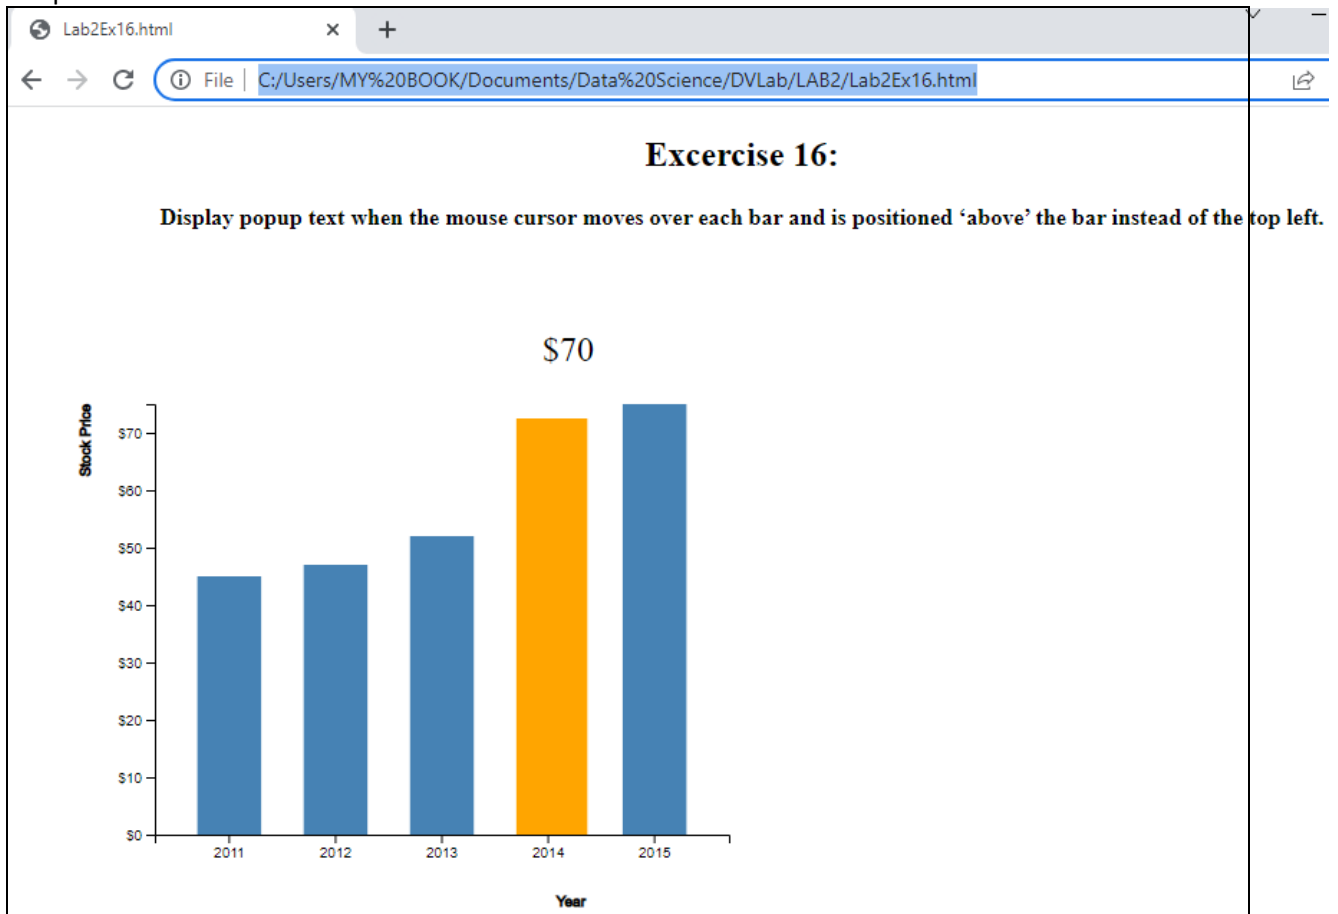 Lab2Ex16.html
File C:/Users/MY%20BOOK/Documents/Data%20Science/DVLab/LAB2/Lab2Ex16.html
Excercise 16:
Display popup text when the mouse cursor moves over each bar and is positioned ‘above’ the bar instead of the top left.
$70
Stock Price
$70
$60
$50
$40
$30
$20
$10
$0
2011 2012 2013 2014 2015
Year